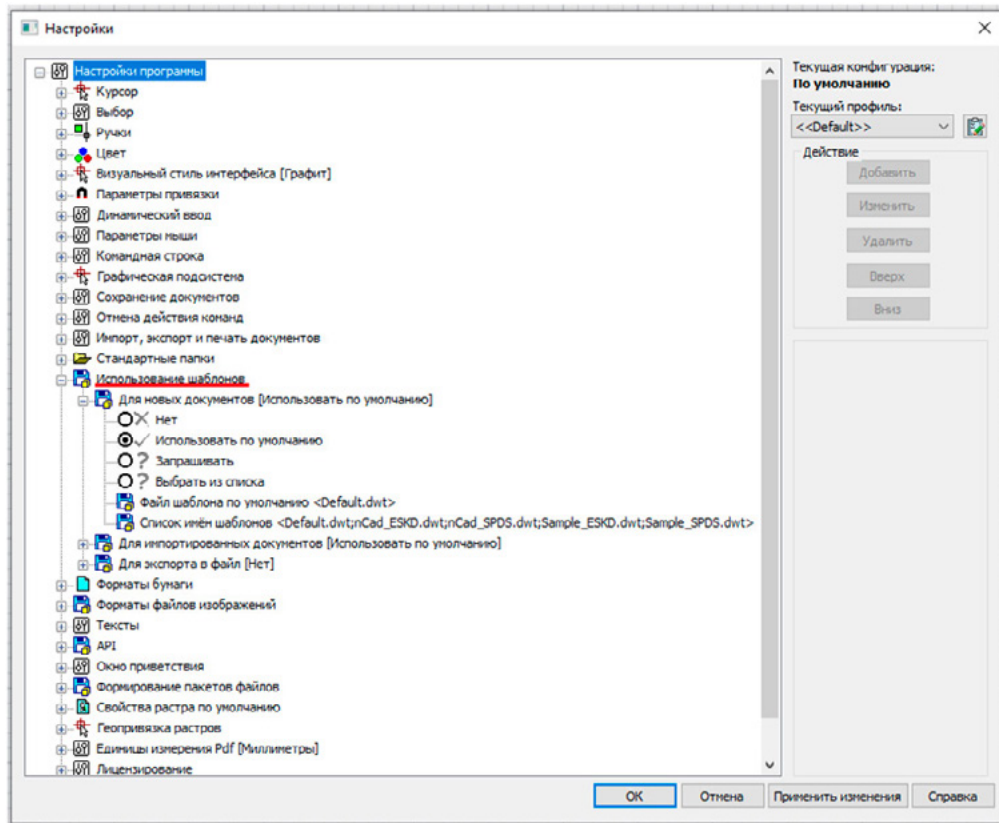 Настройки
Настройки программы
Курсор
Выбор
Ручки
Цвет
Визуальный стиль интерфейса [Графит]
Параметры привязки
Динамический ввод
Параметры мыши
Командная строка
Графическая подсистема
Сохранение документов
Отмена действия команд
Импорт, экспорт и печать документов
Стандартные папки
Использование шаблонов
Для новых документов [Использовать по умолчанию]
Нет
Использовать по умолчанию
Запрашивать
Выбрать из списка
Файл шаблона по умолчанию <Default.dwt>
Список имён шаблонов <Default.dwt;nCad_ESKD.dwt;nCad_SPDS.dwt;Sample_ESKD.dwt;Sample_SPDS.dwt>
Для импортированных документов [Использовать по умолчанию]
Для экспорта в файл [Нет]
Форматы бумаги
Форматы файлов изображений
Тексты
API
Окно приветствия
Формирование пакетов файлов
Свойства растра по умолчанию
Геопривязка растров
Единицы измерения Pdf [Миллиметры]
Лицензирование
Текущая конфигурация:
По умолчанию
Текущий профиль:
<<Default>>
Действие
Добавить
Изменить
Удалить
Вверх
Вниз
ОК
Отмена
Применить изменения
Справка